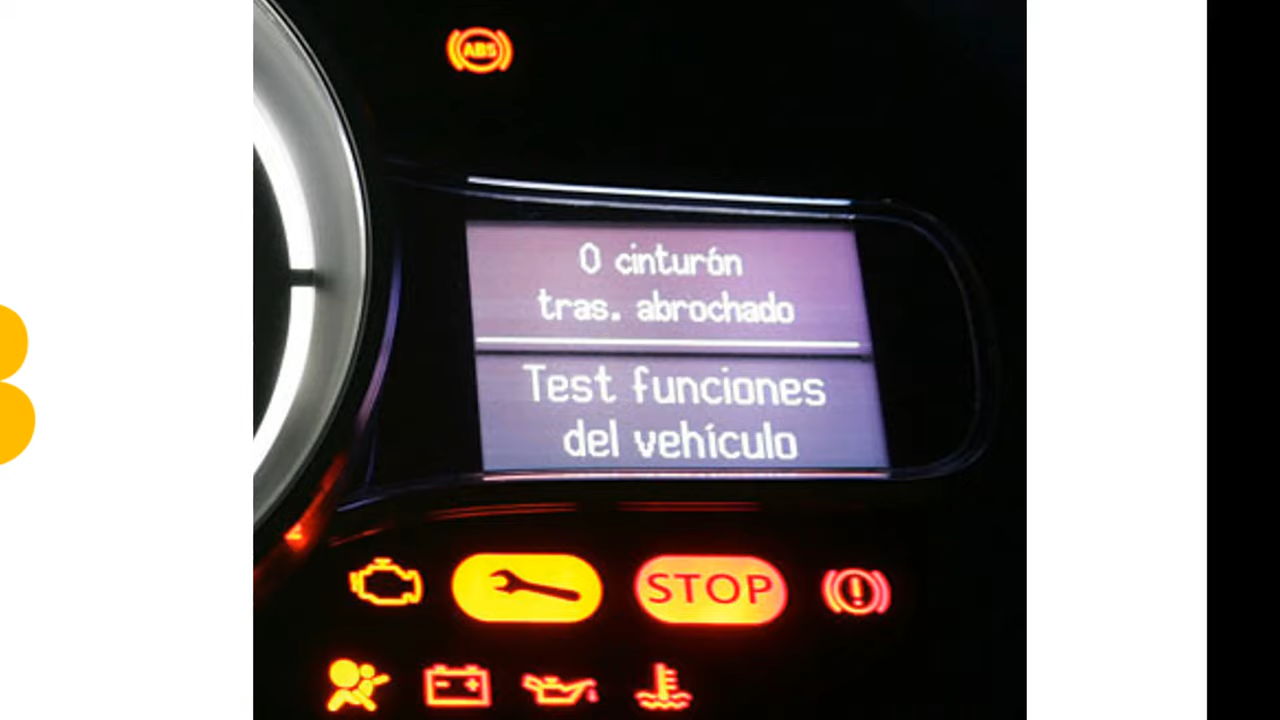 ABS
0 cinturón
tras. abrochado
Test funciones
del vehículo
STOP